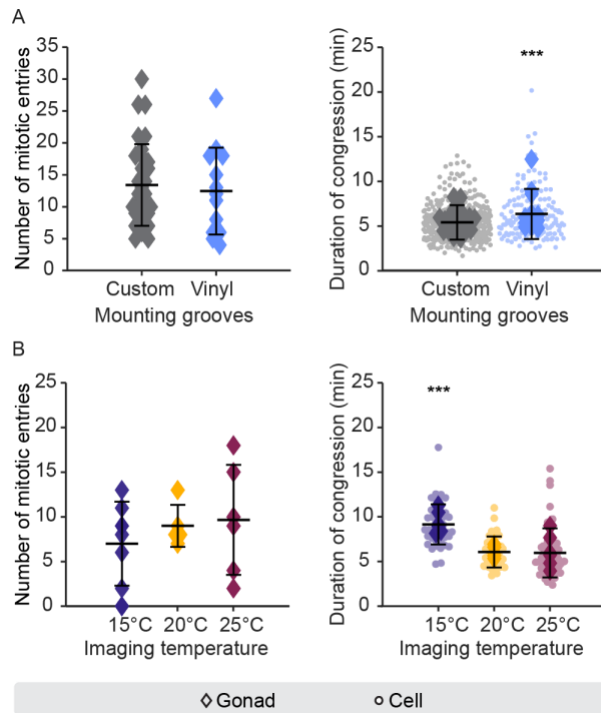 A
Number of mitotic entries
35
30
25
20
15
10
5
0
Custom Vinyl
Mounting grooves
Duration of congression (min)
25
20
15
10
5
0
***
Custom Vinyl
Mounting grooves
B
Number of mitotic entries
25
20
15
10
5
0
15°C 20°C 25°C
Imaging temperature
Duration of congression (min)
25
20
15
10
5
0
***
15°C 20°C 25°C
Imaging temperature
Gonad Cell